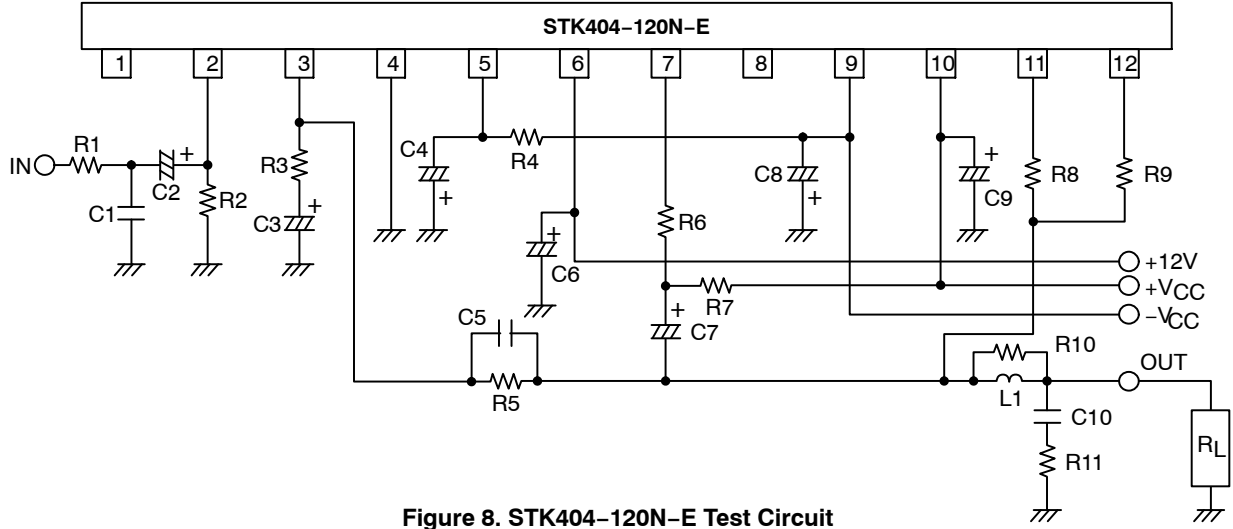 STK404−120N−E
1 2 3 4 5 6 7 8 9 10 11 12
IN R1 C1 C2 + R2
R3 + C3
C4 + R4
+ C6
R6
C8 +
+ C9
R8 R9
+12V
R7 +VCC
−VCC
C5 + C7
R5
R10
L1 OUT
C10
R11
RL
Figure 8. STK404−120N−E Test Circuit